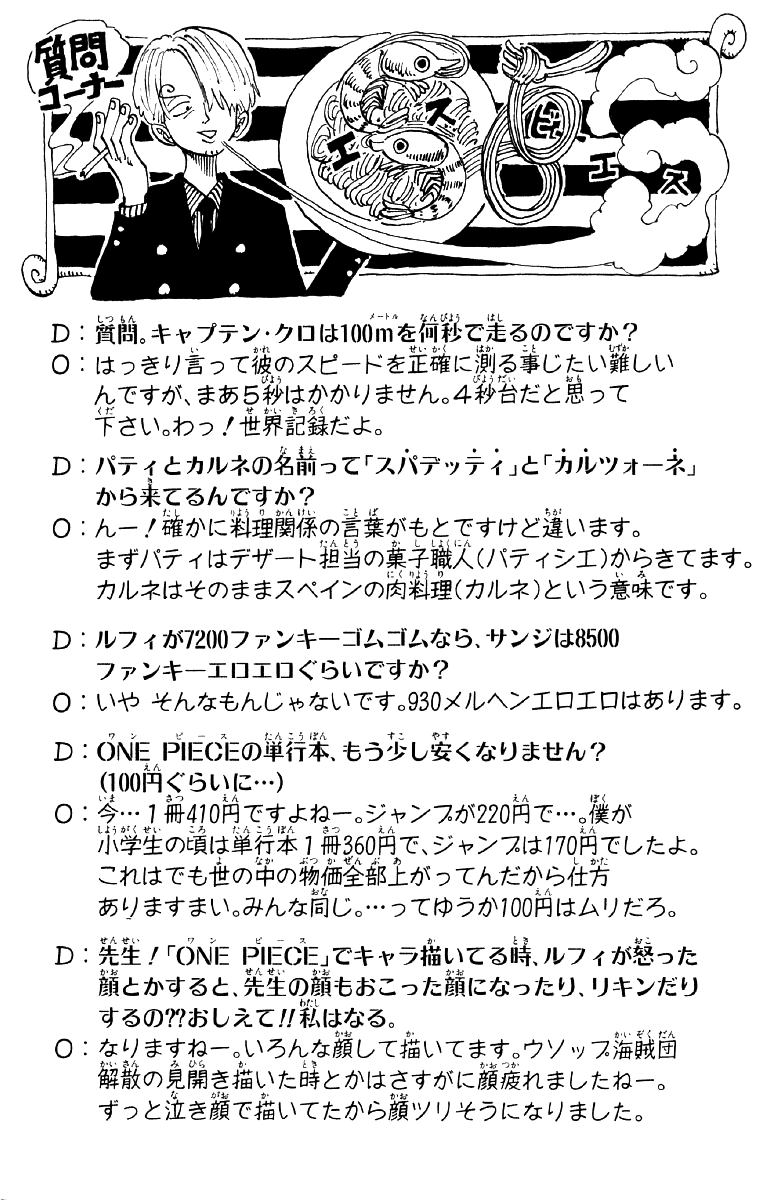 質問
コーナー
エス
ビ・エス
D：質問。キャプテン・クロは100mを何秒で走るのですか？
O：はっきり言って彼のスピードを正確に測る事じたい難しい
んですが、まあ5秒はかかりません。4秒台だと思って
下さい。わっ！世界記録だよ。
D：パティとカルネの名前って「スパデッティ」と「カルツォーネ」
から来てるんですか？
O：んー！確かに料理関係の言葉がもとですけど違います。
まずパティはデザート担当の菓子職人(パティシエ)からきてます。
カルネはそのままスペインの肉料理(カルネ)という意味です。
D：ルフィが7200ファンキーゴムゴムなら、サンジは8500
ファンキーエロエロぐらいですか？
O：いや そんなもんじゃないです。930メルヘンエロエロはあります。
D：ONE PIECEの単行本、もう少し安くなりません？
(100円ぐらいに…)
O：今…1冊410円ですよねー。ジャンプが220円で…。僕が
小学生の頃は単行本1冊360円で、ジャンプは170円でしたよ。
これはでも世の中の物価全部上がってんだから仕方
ありますまい。みんな同じ。…ってゆうか100円はムリだろ。
D：先生！「ONE PIECE」でキャラ描いてる時、ルフィが怒った
顔とかすると、先生の顔もおこった顔になったり、リキンだり
するの??おしえて!!私はなる。
O：なりますねー。いろんな顔して描いてます。ウソップ海賊団
解散の見開き描いた時とかはさすがに顔疲れましたねー。
ずっと泣き顔で描いてたから顔ツリそうになりました。